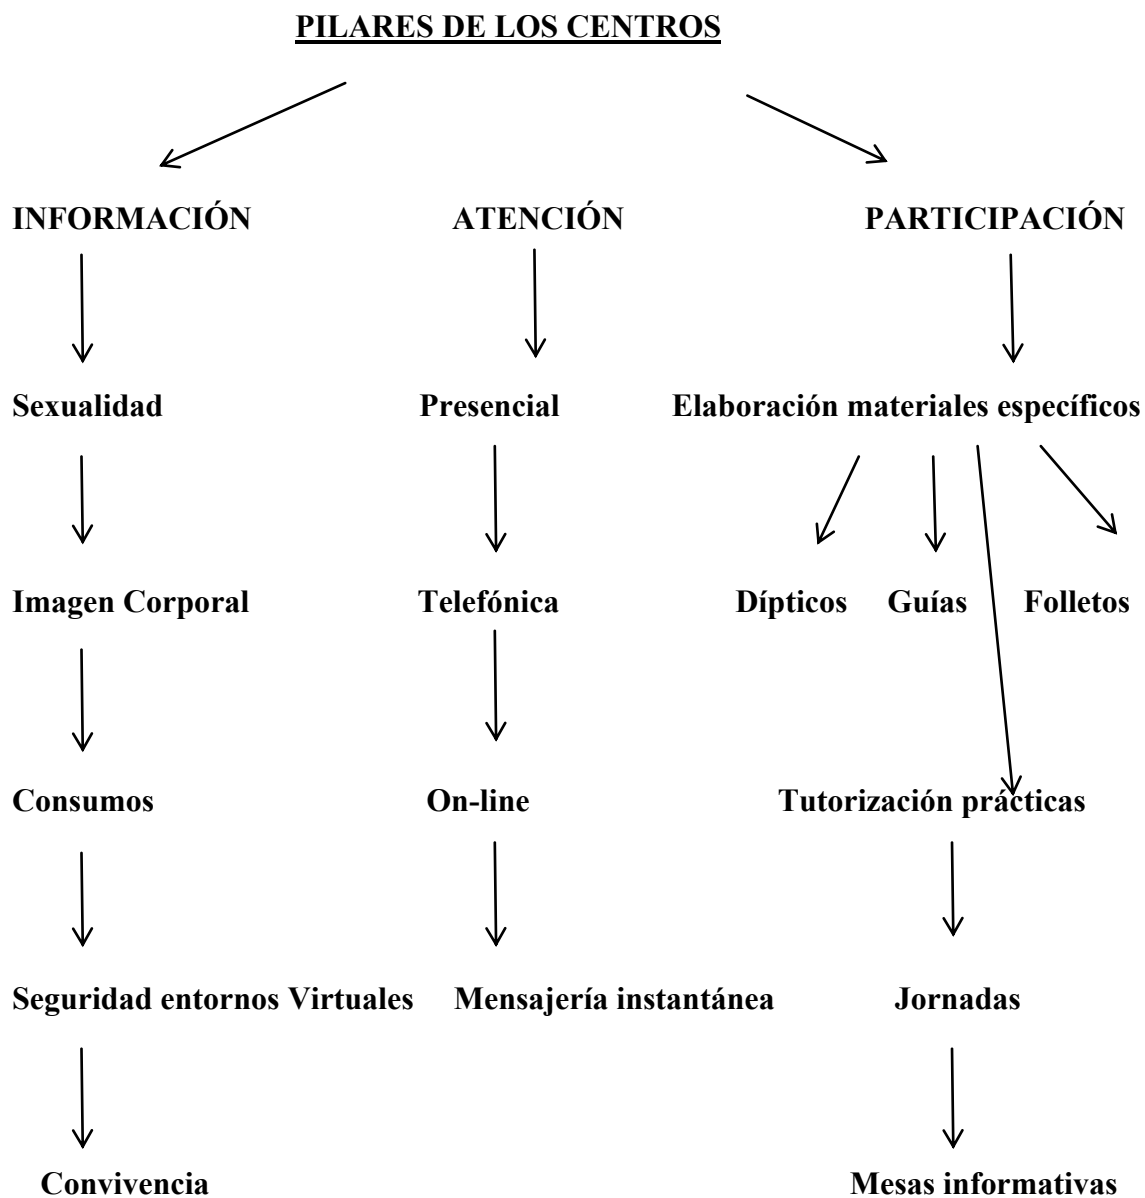 PILARES DE LOS CENTROS
INFORMACIÓN ATENCIÓN PARTICIPACIÓN
Sexualidad Presencial Elaboración materiales específicos
Imagen Corporal Telefónica Dípticos Guías Folletos
Consumos On-line Tutorización prácticas
Seguridad entornos Virtuales Mensajería instantánea Jornadas
Convivencia Mesas informativas